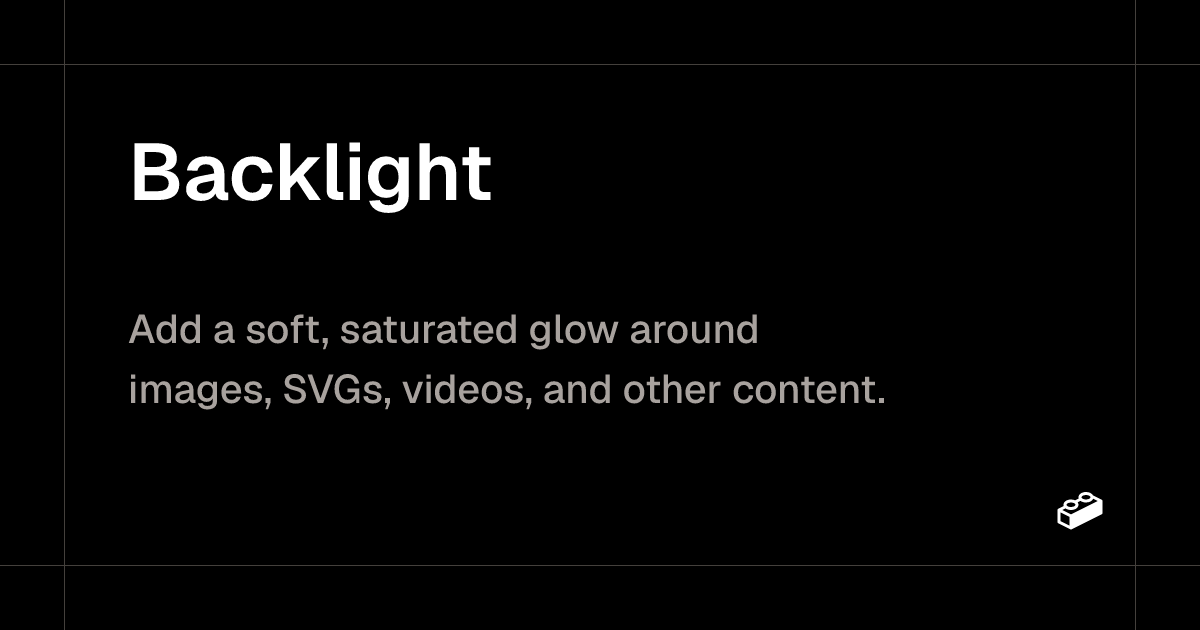 Backlight
Add a soft, saturated glow around
images, SVGs, videos, and other content.